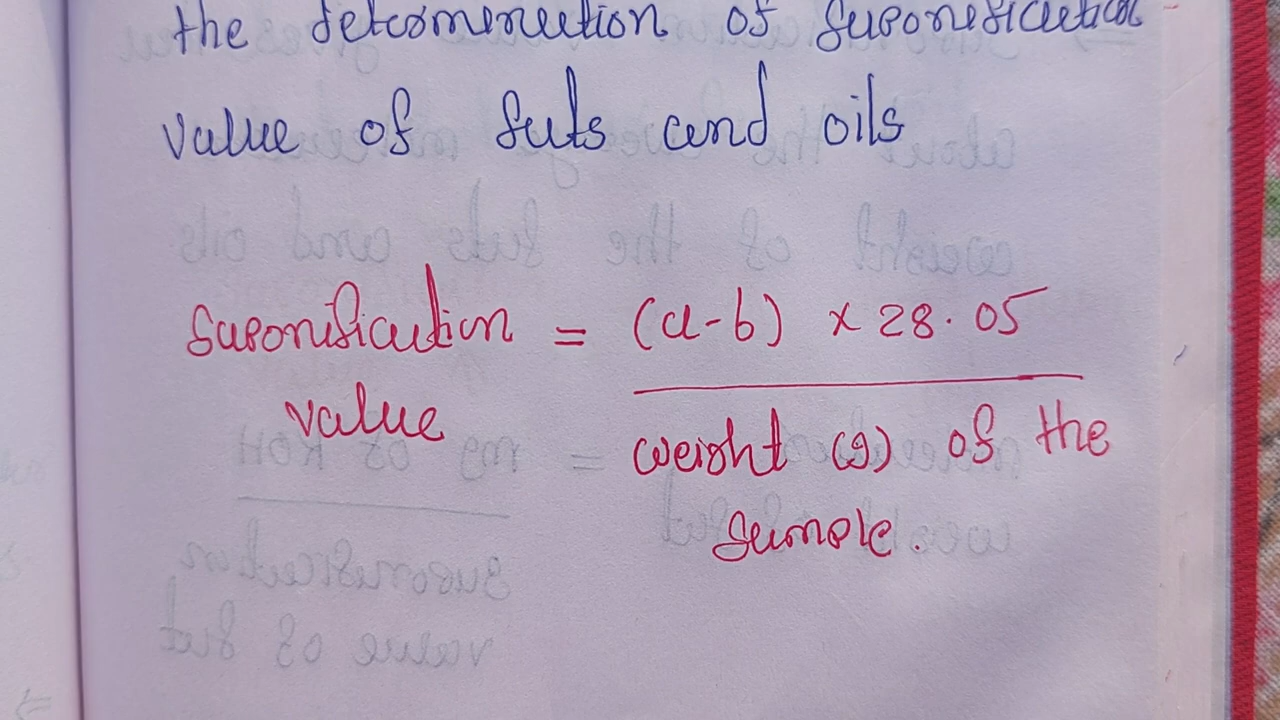 the determination of saponification
value of fats and oils
saponification = (a-b) × 28.05
value weight (g) of the
sample.